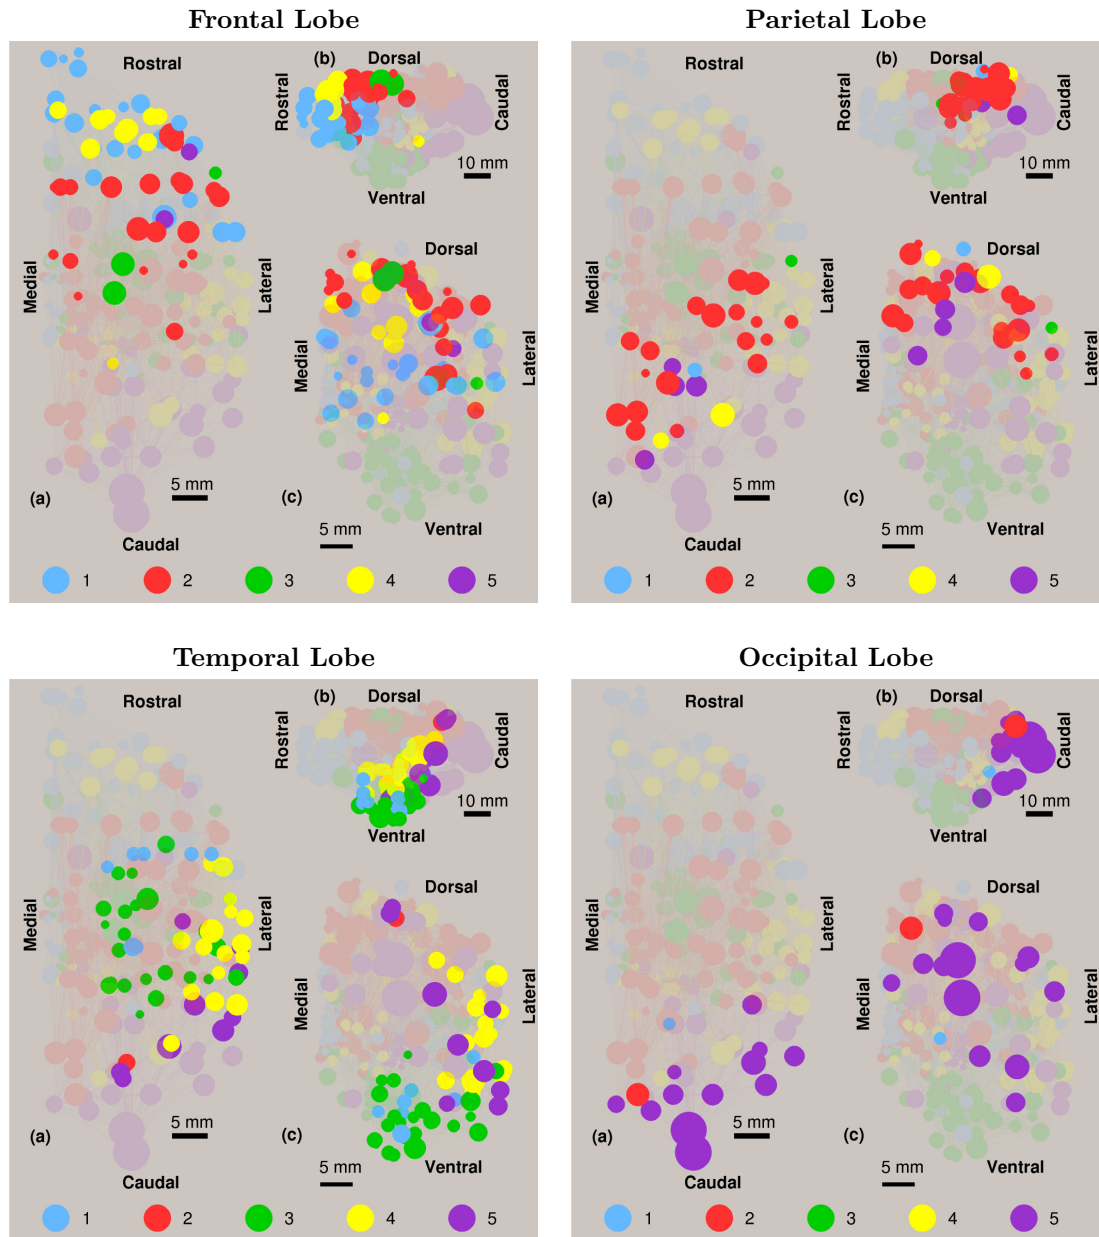 Frontal Lobe
Rostral
Medial
Lateral
(a)
5 mm
Caudal
(b)
Dorsal
Rostral
Caudal
10 mm
Ventral
Dorsal
Medial
Lateral
(c)
5 mm
Ventral
1 2 3 4 5
Parietal Lobe
Rostral
Medial
Lateral
(a)
5 mm
Caudal
(b)
Dorsal
Rostral
Caudal
10 mm
Ventral
Dorsal
Medial
Lateral
(c)
5 mm
Ventral
1 2 3 4 5
Temporal Lobe
Rostral
Medial
Lateral
(a)
5 mm
Caudal
(b)
Dorsal
Rostral
Caudal
10 mm
Ventral
Dorsal
Medial
Lateral
(c)
5 mm
Ventral
1 2 3 4 5
Occipital Lobe
Rostral
Medial
Lateral
(a)
5 mm
Caudal
(b)
Dorsal
Rostral
Caudal
10 mm
Ventral
Dorsal
Medial
Lateral
(c)
5 mm
Ventral
1 2 3 4 5